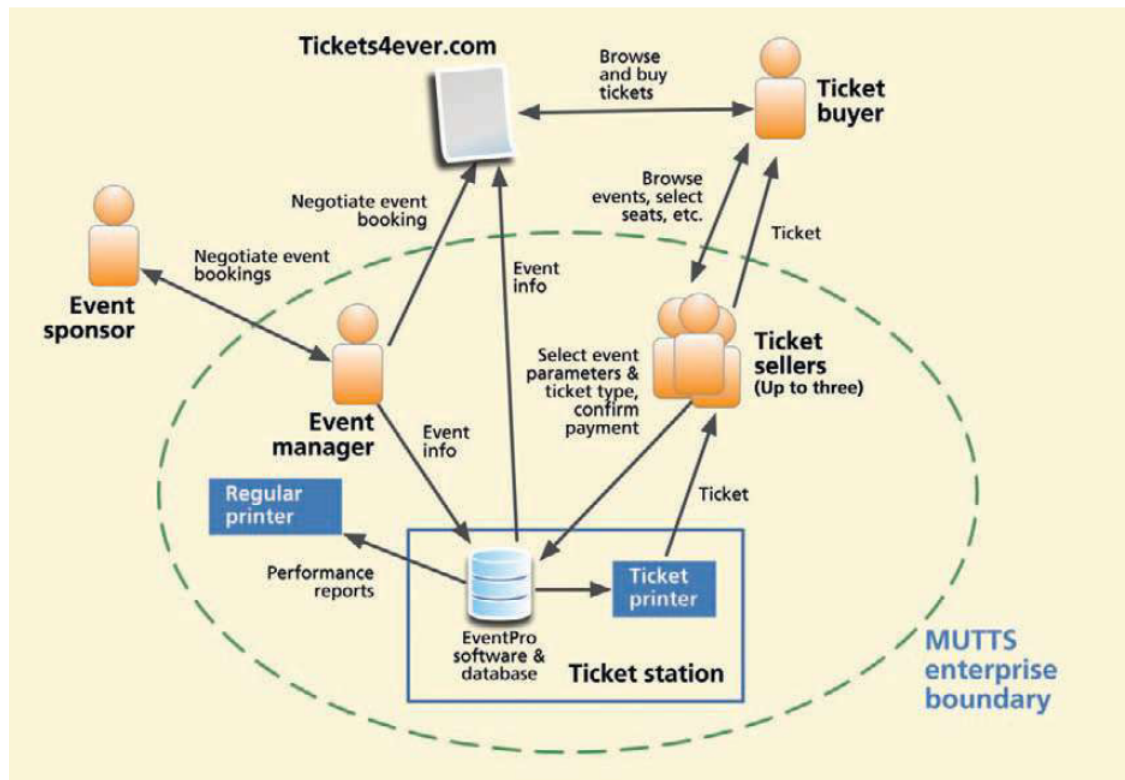 Tickets4ever.com
Browse
and buy
tickets
Ticket
buyer
Negotiate event
booking
Browse
events, select
seats, etc.
Ticket
Negotiate event
bookings
Event
sponsor
Event
info
Event
manager
Event
info
Select event
parameters &
ticket type,
confirm
payment
Ticket
sellers
(Up to three)
Regular
printer
Performance
reports
Ticket
Ticket
printer
EventPro
software &
database
Ticket station
MUTTS
enterprise
boundary